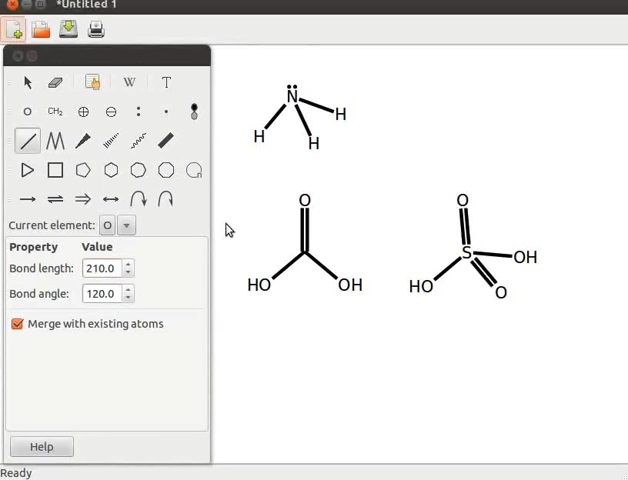 *Untitled 1
W T
CH₂
n
Current element: O
Property Value
Bond length: 210.0
Bond angle: 120.0
Merge with existing atoms
Help
Ready
N
H H H
O
HO OH
O
S OH
HO O